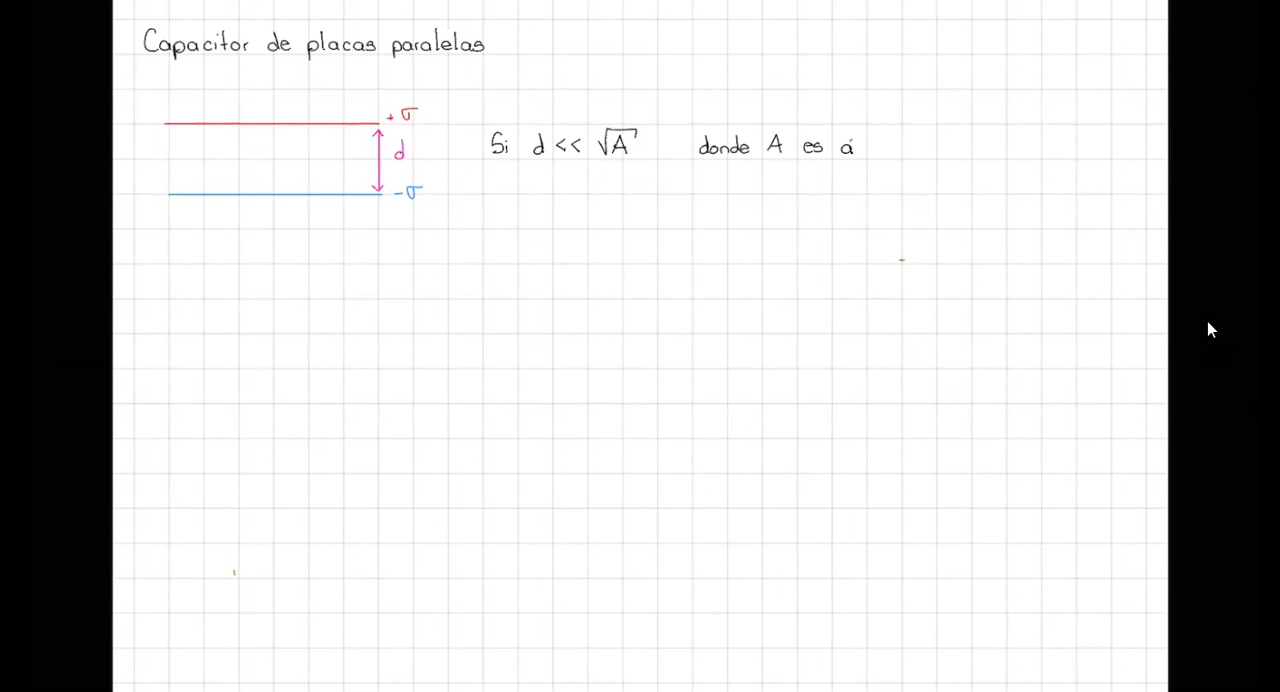 Capacitor de placas paralelas
+σ
Si d << √A donde A es á
d
-σ